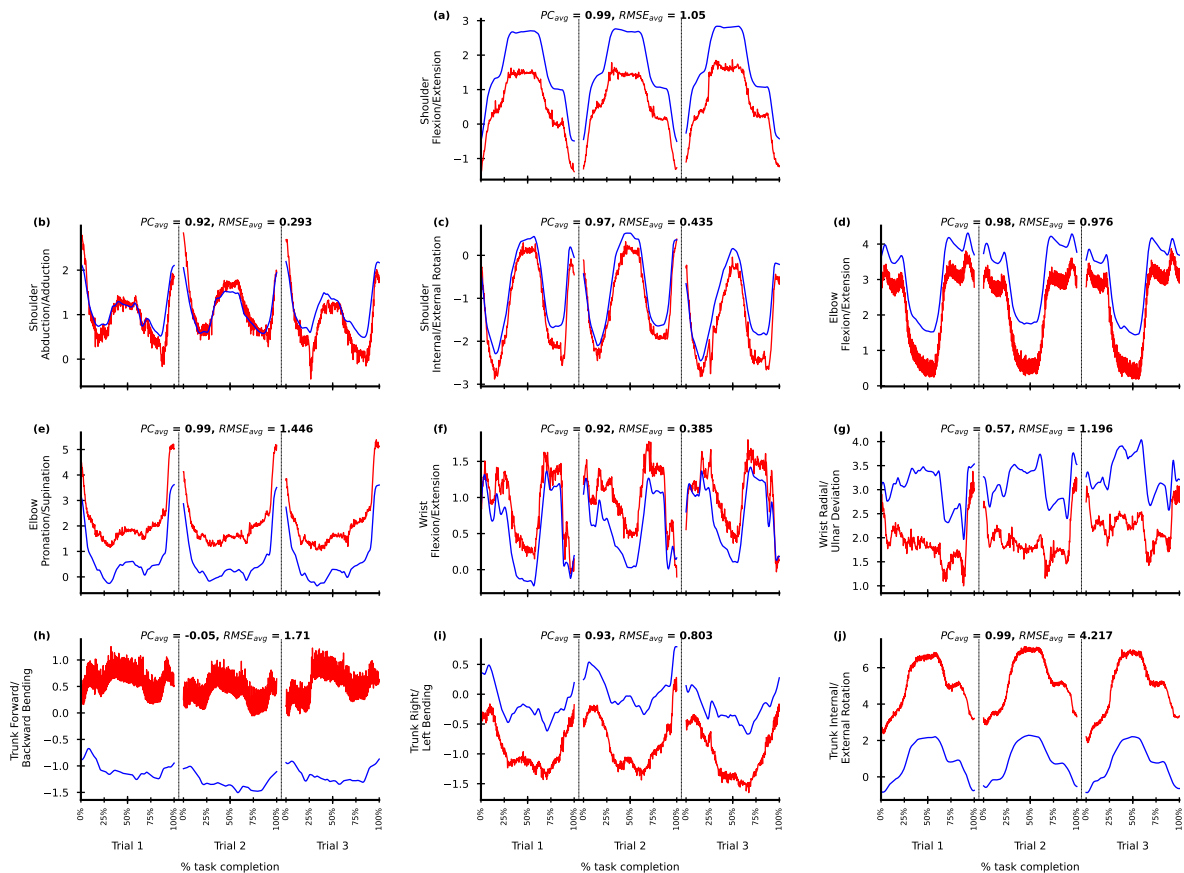 (a) PC_avg = 0.99, RMSE_avg = 1.05
Shoulder
Flexion/Extension
3
2
1
0
−1
(b) PC_avg = 0.92, RMSE_avg = 0.293
Shoulder
Abduction/Adduction
2
1
0
(c) PC_avg = 0.97, RMSE_avg = 0.435
Shoulder
Internal/External Rotation
0
−1
−2
−3
(d) PC_avg = 0.98, RMSE_avg = 0.976
Elbow
Flexion/Extension
4
3
2
1
0
(e) PC_avg = 0.99, RMSE_avg = 1.446
Elbow
Pronation/Supination
5
4
3
2
1
0
(f) PC_avg = 0.92, RMSE_avg = 0.385
Wrist
Flexion/Extension
1.5
1.0
0.5
0.0
(g) PC_avg = 0.57, RMSE_avg = 1.196
Wrist Radial/
Ulnar Deviation
4.0
3.5
3.0
2.5
2.0
1.5
1.0
(h) PC_avg = -0.05, RMSE_avg = 1.71
Trunk Forward/
Backward Bending
1.0
0.5
0.0
−0.5
−1.0
−1.5
0% 25% 50% 75% 100% 0% 25% 50% 75% 100% 0% 25% 50% 75% 100%
Trial 1 Trial 2 Trial 3
% task completion
(i) PC_avg = 0.93, RMSE_avg = 0.803
Trunk Right/
Left Bending
0.5
0.0
−0.5
−1.0
−1.5
0% 25% 50% 75% 100% 0% 25% 50% 75% 100% 0% 25% 50% 75% 100%
Trial 1 Trial 2 Trial 3
% task completion
(j) PC_avg = 0.99, RMSE_avg = 4.217
Trunk Internal/
External Rotation
6
4
2
0
0% 25% 50% 75% 100% 0% 25% 50% 75% 100% 0% 25% 50% 75% 100%
Trial 1 Trial 2 Trial 3
% task completion